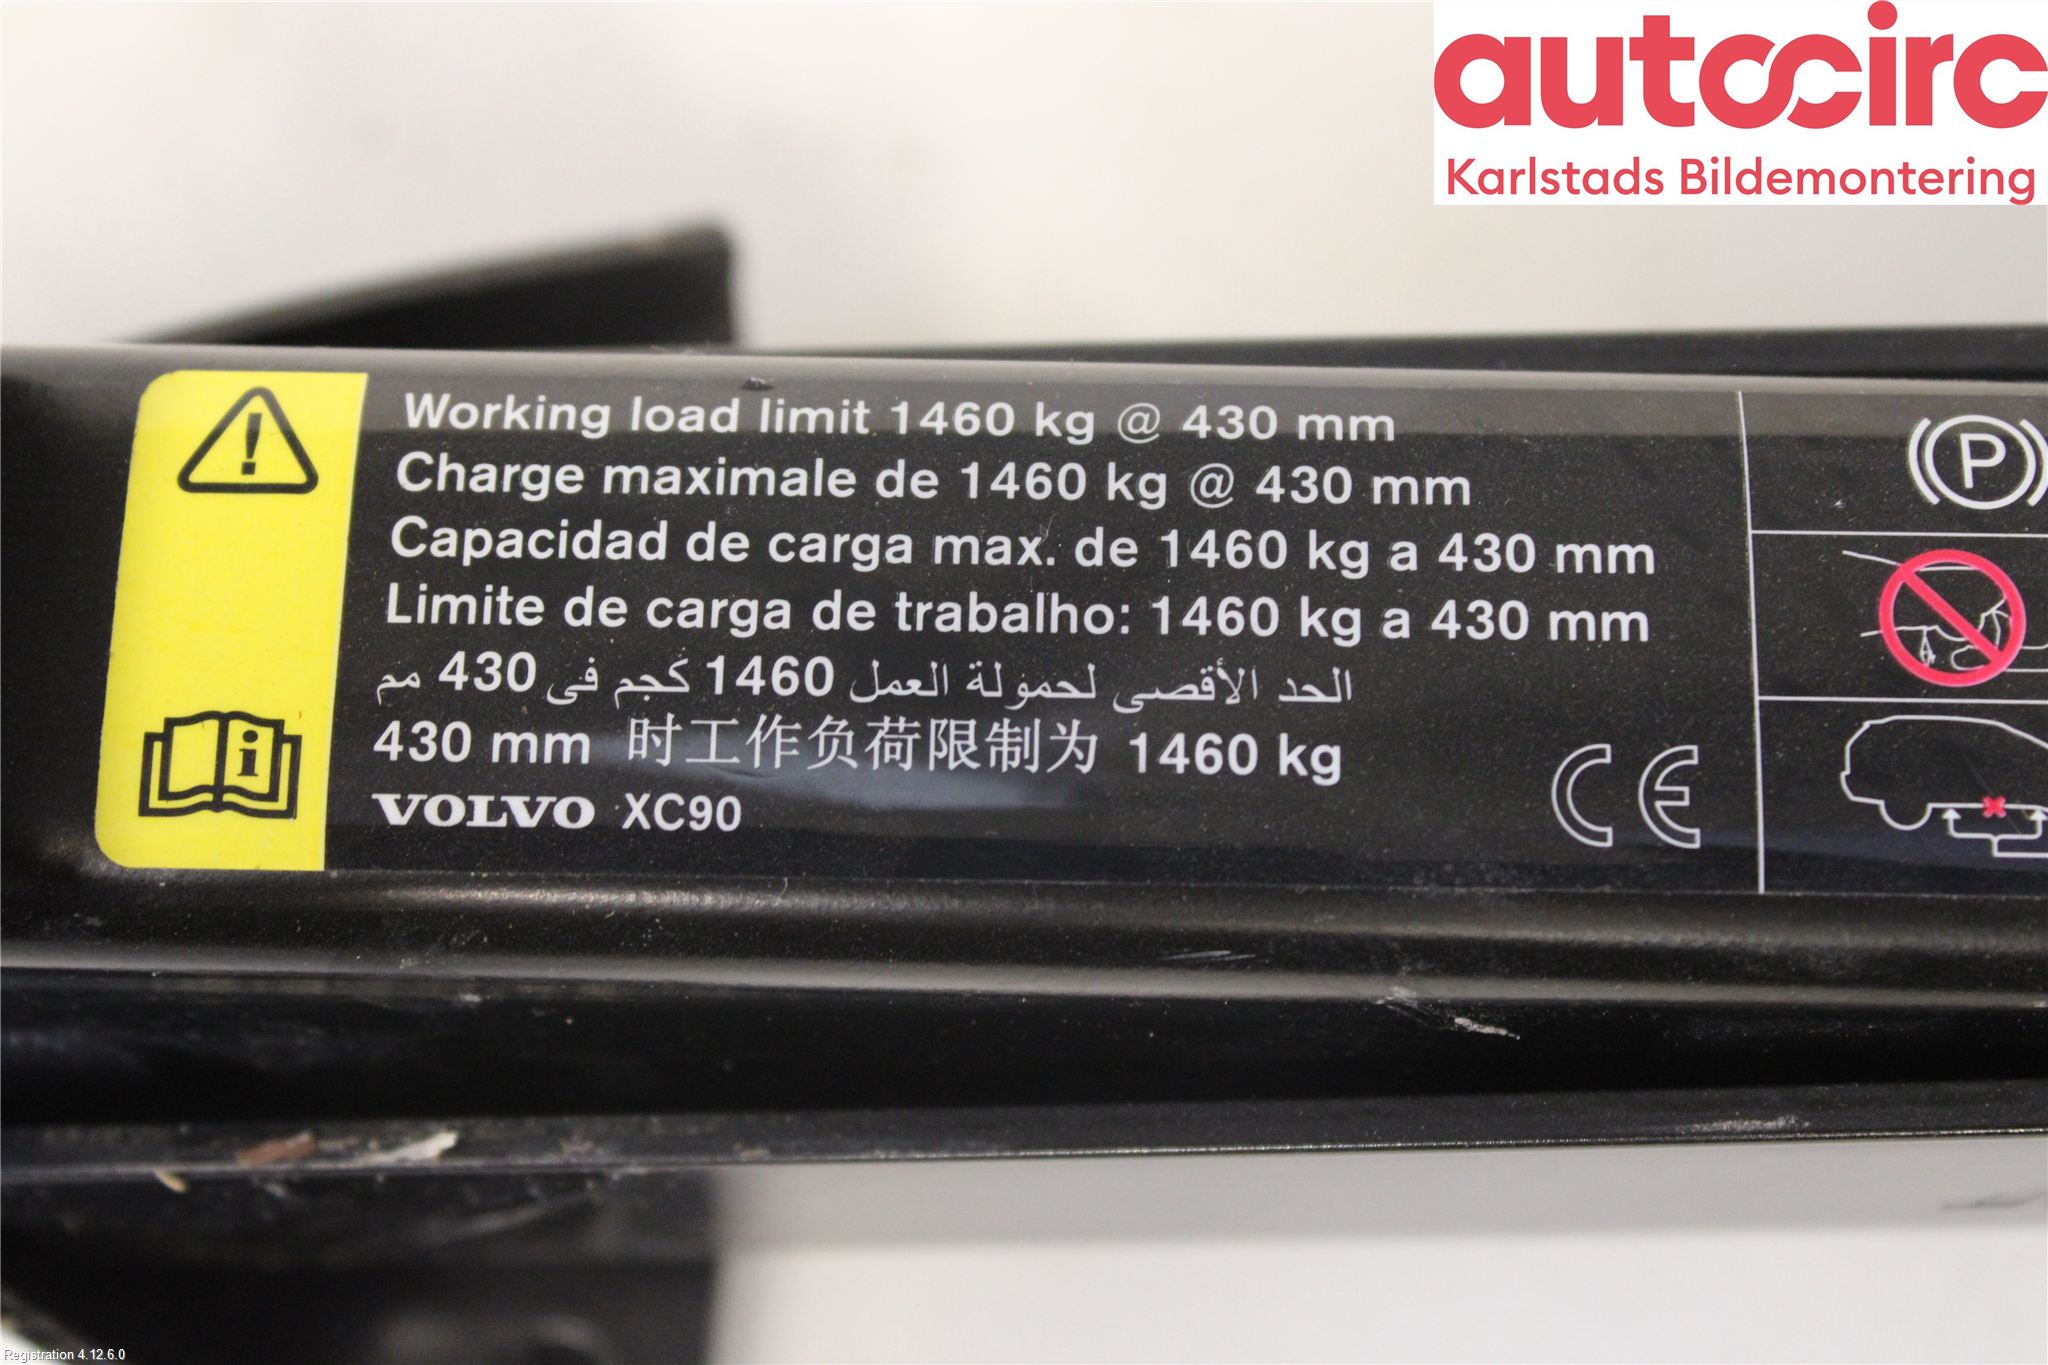 autocirc
Karlstads Bildemontering
Working load limit 1460 kg @ 430 mm
Charge maximale de 1460 kg @ 430 mm
Capacidad de carga max. de 1460 kg a 430 mm
Limite de carga de trabalho: 1460 kg a 430 mm
الحد الأقصى لحمولة العمل 1460 كجم فى 430 مم
430 mm 时工作负荷限制为 1460 kg
VOLVO XC90
CE
P
Registration 4.12.6.0